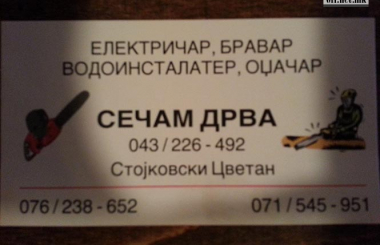 ЕЛЕКТРИЧАР, БРАВАР
ВОДОИНСТАЛАТЕР, ОЏАЧАР
СЕЧАМ ДРВА
043 / 226 - 492
Стојковски Цветан
076 / 238 - 652 071 / 545 - 951